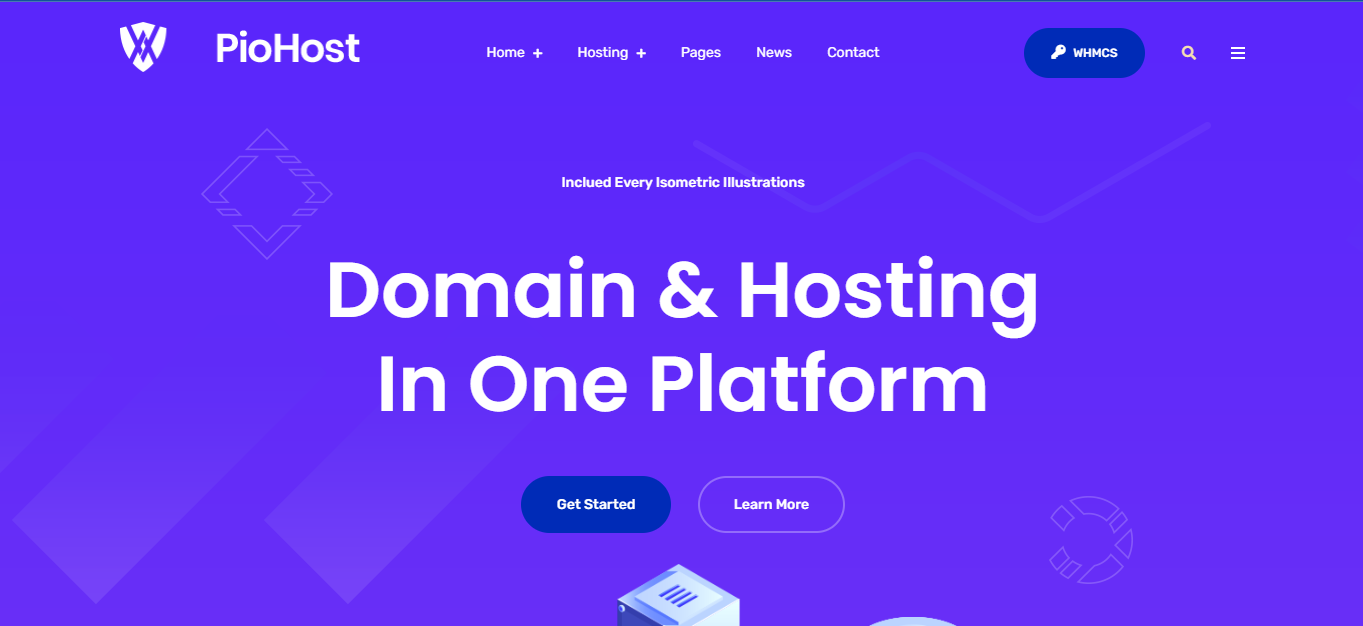 PioHost
Home + Hosting + Pages News Contact
WHMCS
Inclued Every Isometric Illustrations
Domain & Hosting
In One Platform
Get Started
Learn More